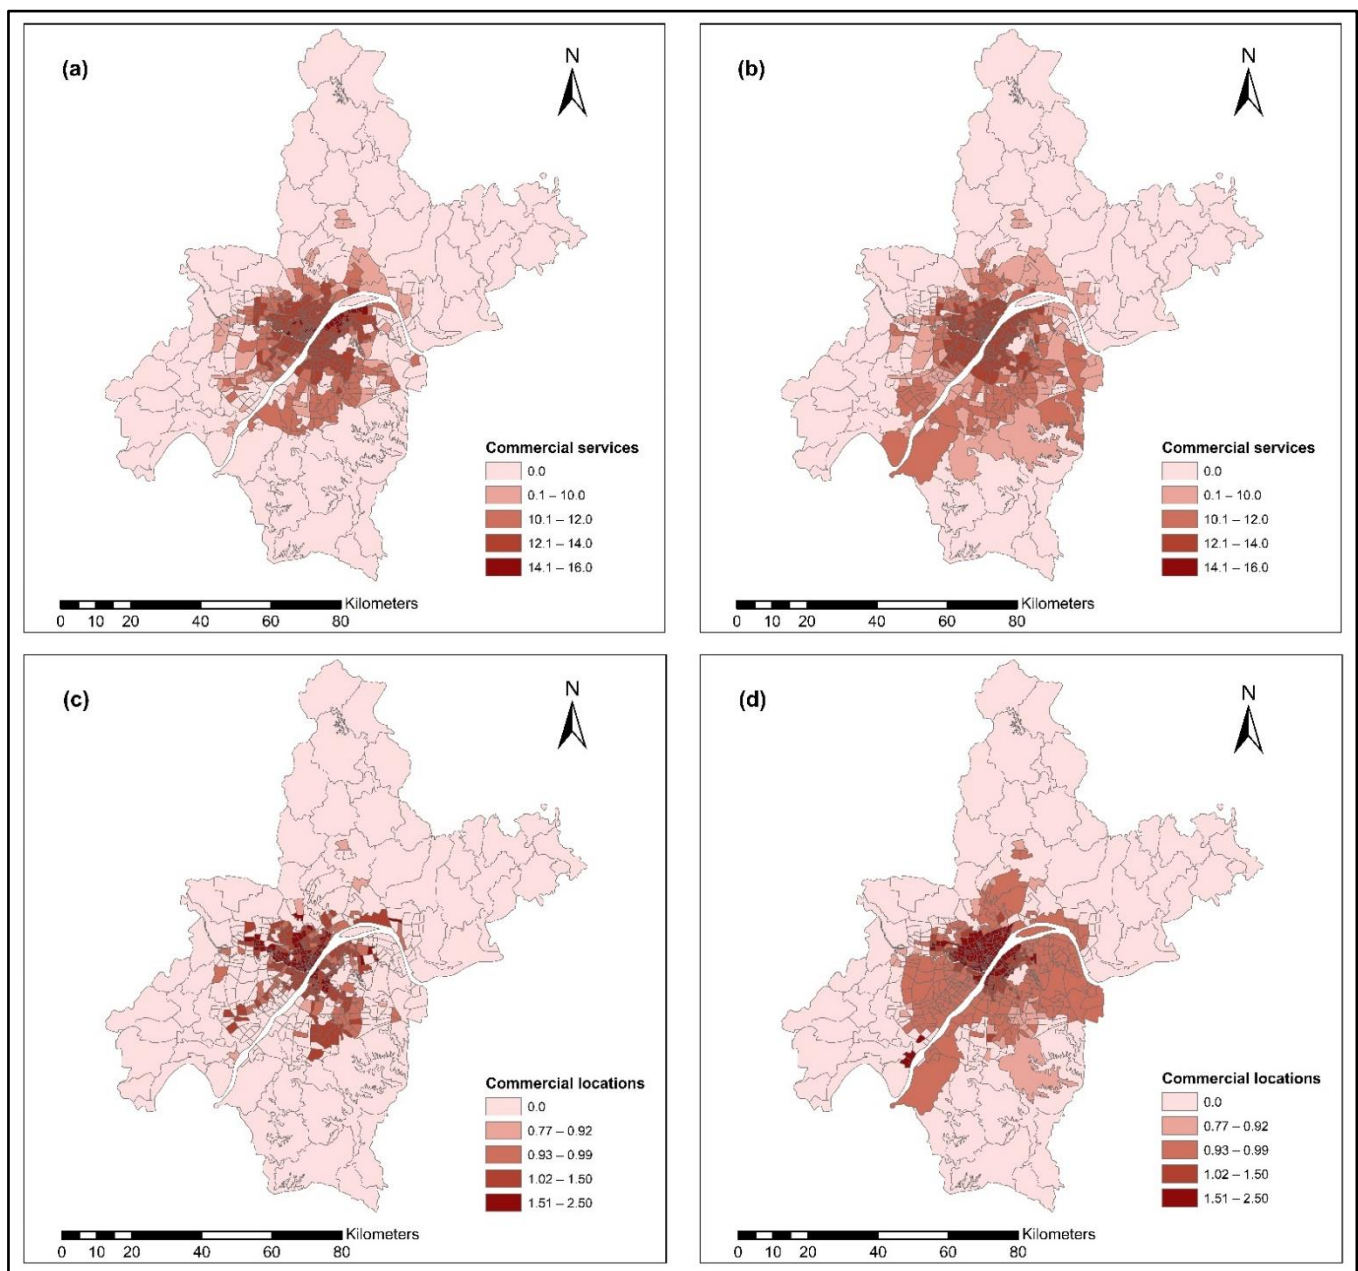 (a)
N
Commercial services
0.0
0.1 – 10.0
10.1 – 12.0
12.1 – 14.0
14.1 – 16.0
Kilometers
0 10 20 40 60 80
(b)
N
Commercial services
0.0
0.1 – 10.0
10.1 – 12.0
12.1 – 14.0
14.1 – 16.0
Kilometers
0 10 20 40 60 80
(c)
N
Commercial locations
0.0
0.77 – 0.92
0.93 – 0.99
1.02 – 1.50
1.51 – 2.50
Kilometers
0 10 20 40 60 80
(d)
N
Commercial locations
0.0
0.77 – 0.92
0.93 – 0.99
1.02 – 1.50
1.51 – 2.50
Kilometers
0 10 20 40 60 80